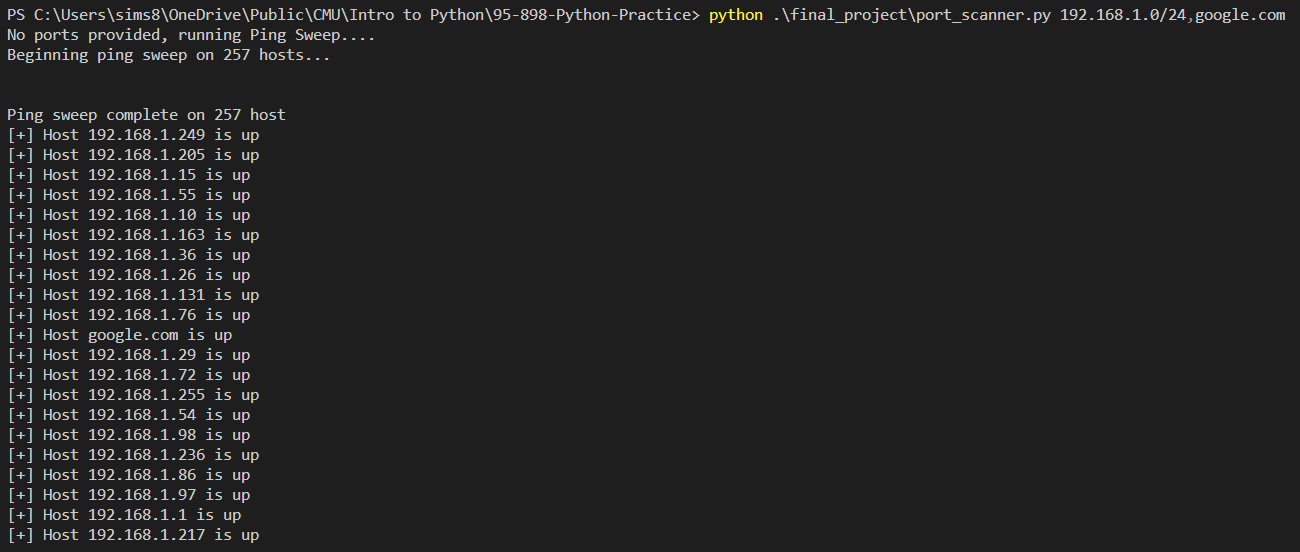 PS C:\Users\sims8\OneDrive\Public\CMU\Intro to Python\95-898-Python-Practice> python .\final_project\port_scanner.py 192.168.1.0/24,google.com
No ports provided, running Ping Sweep....
Beginning ping sweep on 257 hosts...
Ping sweep complete on 257 host
[+] Host 192.168.1.249 is up
[+] Host 192.168.1.205 is up
[+] Host 192.168.1.15 is up
[+] Host 192.168.1.55 is up
[+] Host 192.168.1.10 is up
[+] Host 192.168.1.163 is up
[+] Host 192.168.1.36 is up
[+] Host 192.168.1.26 is up
[+] Host 192.168.1.131 is up
[+] Host 192.168.1.76 is up
[+] Host google.com is up
[+] Host 192.168.1.29 is up
[+] Host 192.168.1.72 is up
[+] Host 192.168.1.255 is up
[+] Host 192.168.1.54 is up
[+] Host 192.168.1.98 is up
[+] Host 192.168.1.236 is up
[+] Host 192.168.1.86 is up
[+] Host 192.168.1.97 is up
[+] Host 192.168.1.1 is up
[+] Host 192.168.1.217 is up